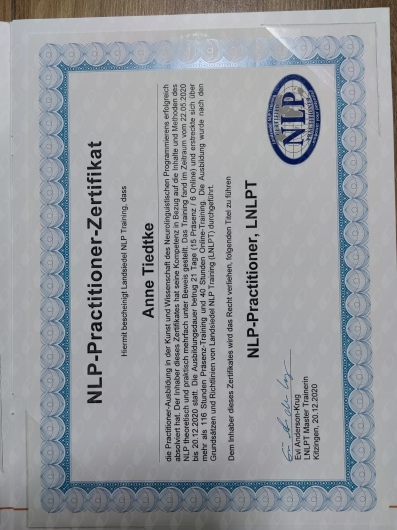 NLP-Practitioner-Zertifikat
Hiermit bescheinigt Landsiedel NLP Training, dass
Anne Tiedtke
die Practitioner-Ausbildung in der Kunst und Wissenschaft des Neurolinguistischen Programmierens erfolgreich
absolviert hat. Der Inhaber dieses Zertifikates hat seine Kompetenz in Bezug auf die Inhalte und Methoden des
NLP theoretisch und praktisch mehrfach unter Beweis gestellt. Das Training fand im Zeitraum vom 22.05.2020
bis 20.12.2020 statt. Die Ausbildungsdauer betrug 21 Tage (15 Präsenz / 6 Online) und erstreckte sich über
mehr als 116 Stunden Präsenz-Training und 40 Stunden Online-Training. Die Ausbildung wurde nach den
Grundsätzen und Richtlinien von Landsiedel NLP Training (LNLPT) durchgeführt.
Dem Inhaber dieses Zertifikates wird das Recht verliehen, folgenden Titel zu führen
NLP-Practitioner, LNLPT
Evi Anderson-Krug
LNLPT Master Trainerin
Kitzingen, 20.12.2020
NLP